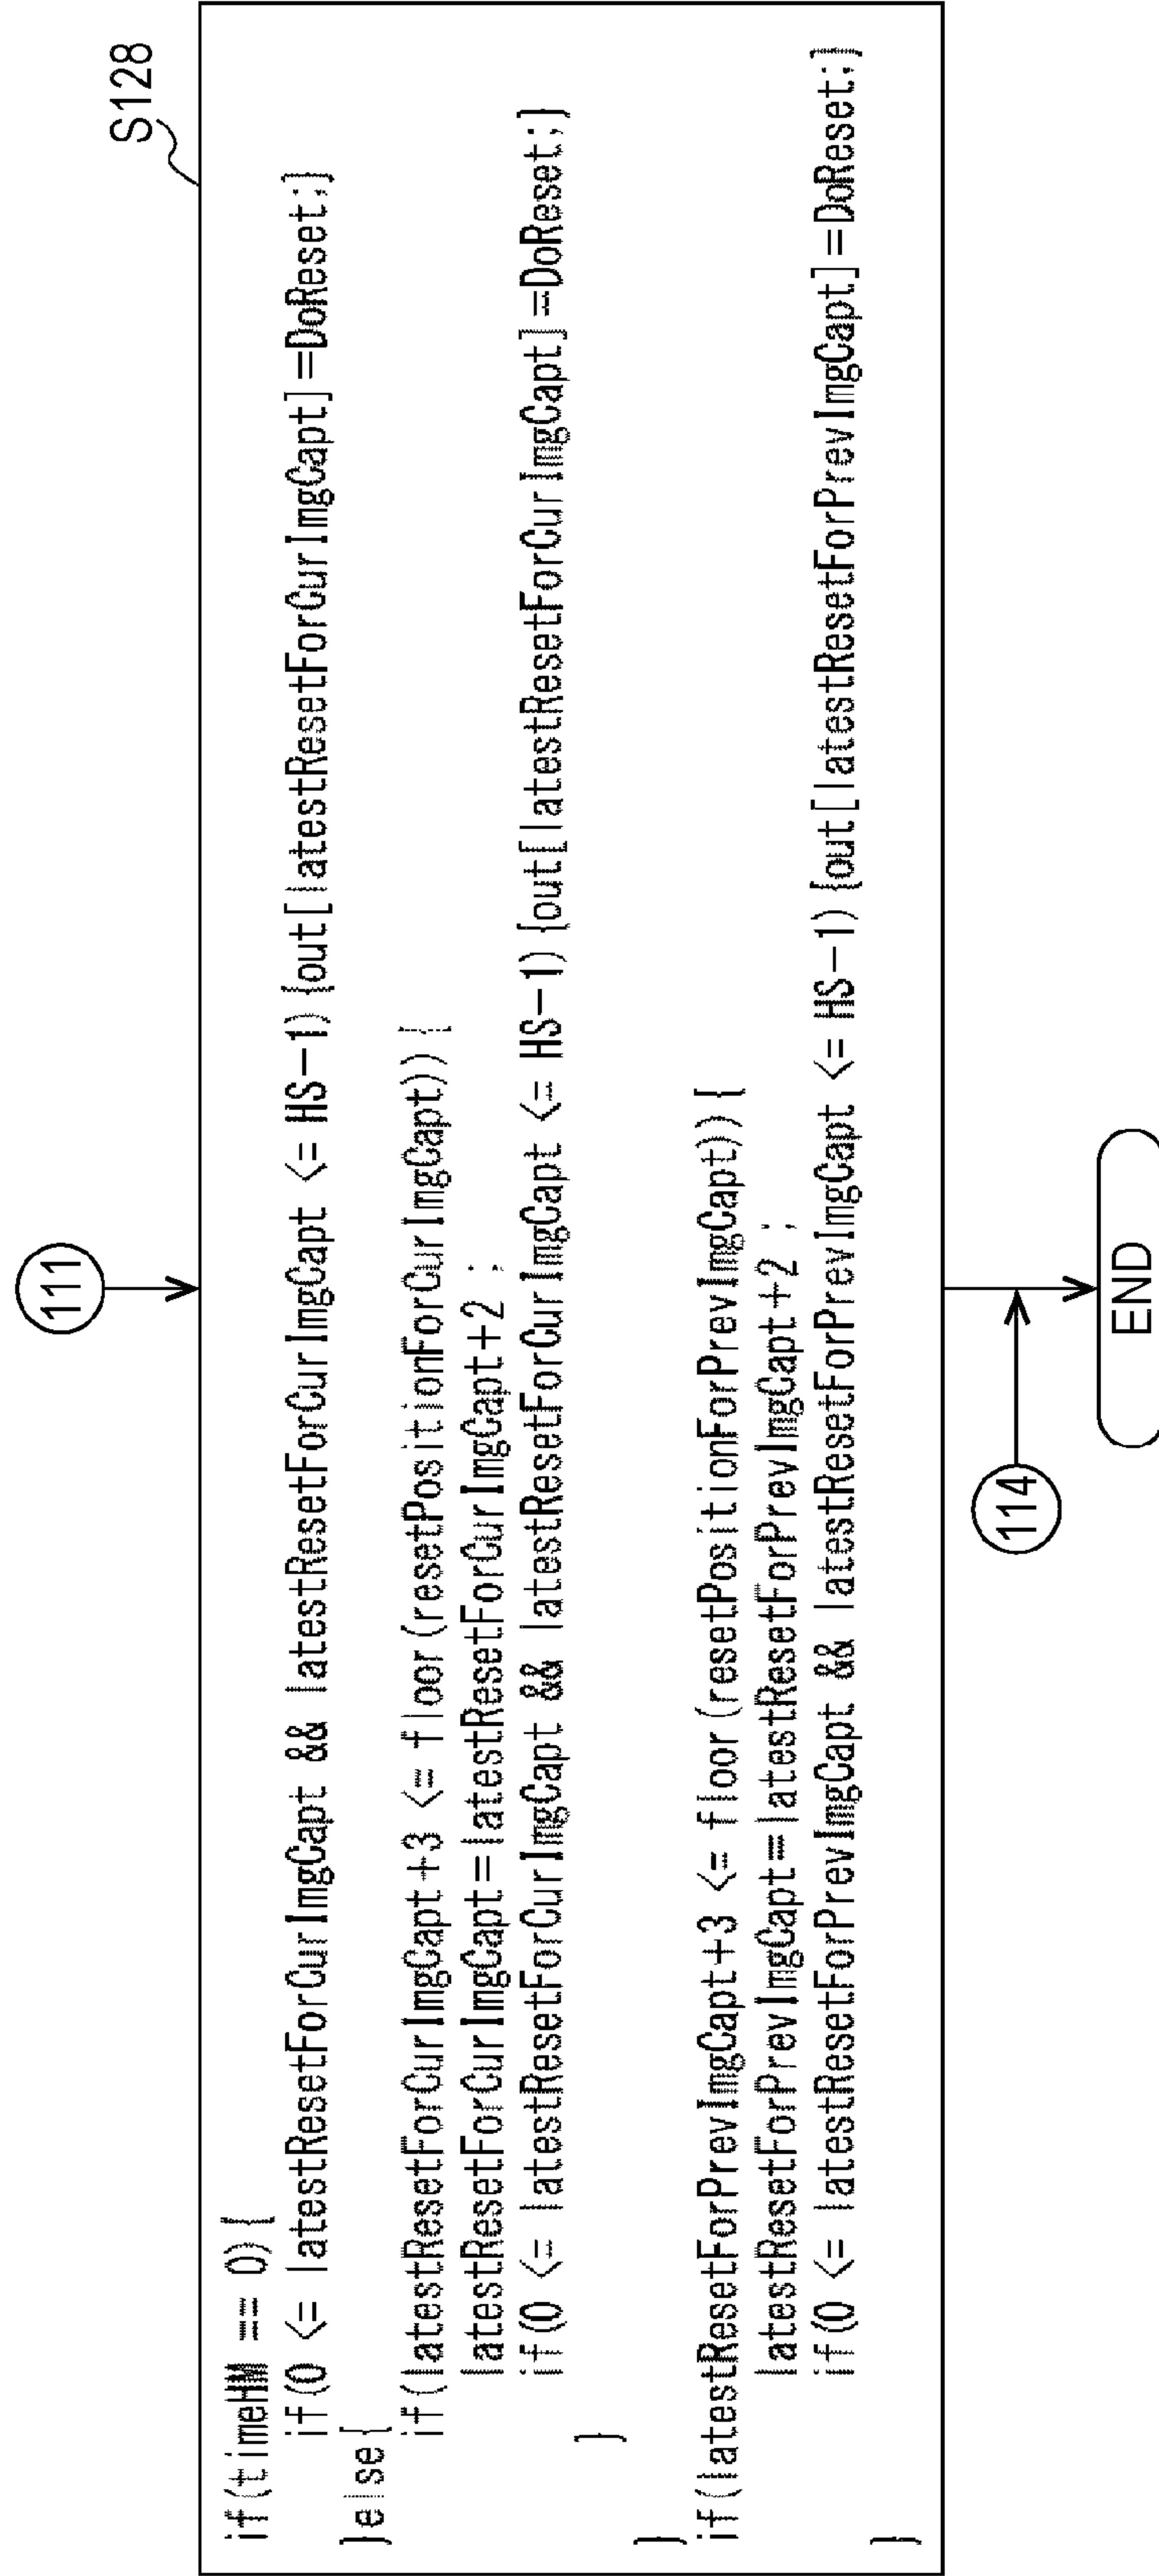 111
S128
if(timeHM == 0){
if(0 <= latestResetForCurImgCapt && latestResetForCurImgCapt <= HS-1){out[latestResetForCurImgCapt]=DoReset;}
}else{
if(latestResetForCurImgCapt+3 <= floor(resetPositionForCurImgCapt)){
latestResetForCurImgCapt=latestResetForCurImgCapt+2;
if(0 <= latestResetForCurImgCapt && latestResetForCurImgCapt <= HS-1){out[latestResetForCurImgCapt]=DoReset;}
}
}
if(latestResetForPrevImgCapt+3 <= floor(resetPositionForPrevImgCapt)){
latestResetForPrevImgCapt=latestResetForPrevImgCapt+2;
if(0 <= latestResetForPrevImgCapt && latestResetForPrevImgCapt <= HS-1){out[latestResetForPrevImgCapt]=DoReset;}
}
114
END